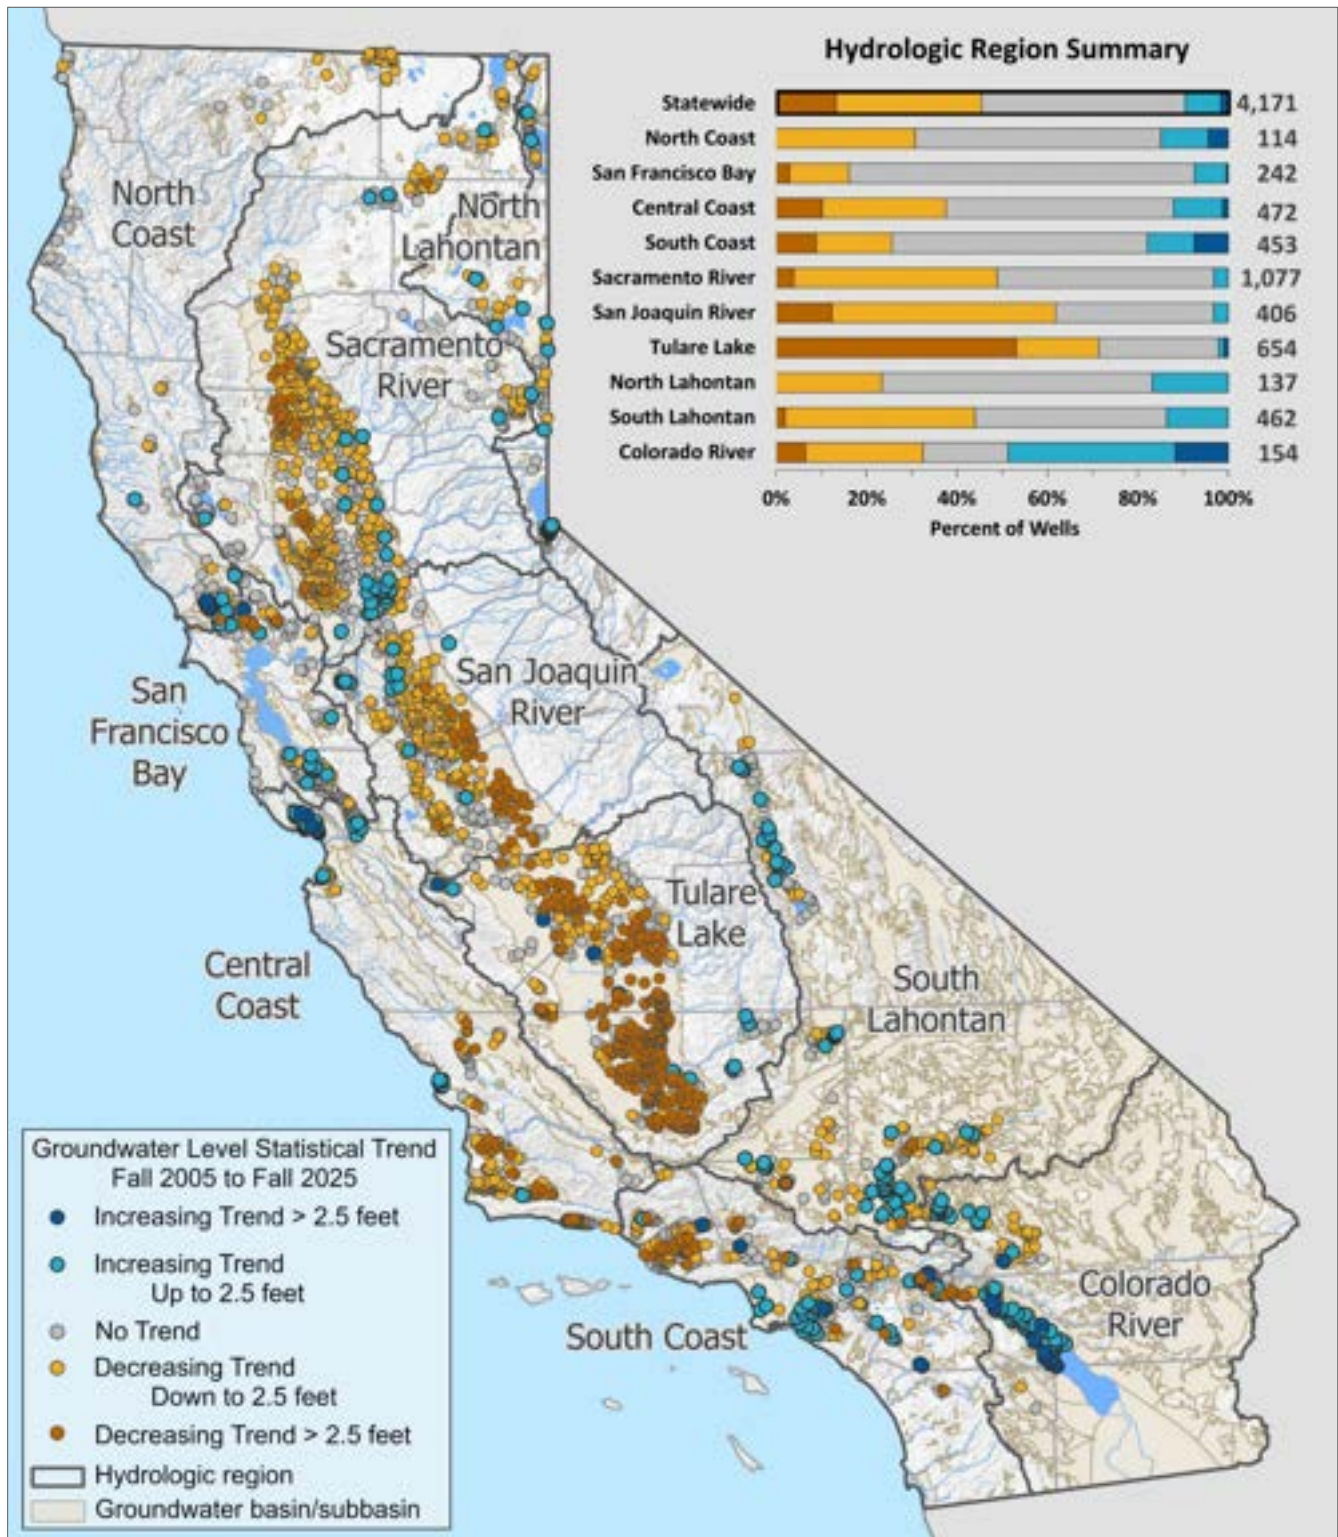 Hydrologic Region Summary
Statewide 4,171
North Coast 114
San Francisco Bay 242
Central Coast 472
South Coast 453
Sacramento River 1,077
San Joaquin River 406
Tulare Lake 654
North Lahontan 137
South Lahontan 462
Colorado River 154
0% 20% 40% 60% 80% 100%
Percent of Wells
North
Coast
North
Lahontan
Sacramento
River
San Joaquin
River
San
Francisco
Bay
Tulare
Lake
Central
Coast
South
Lahontan
Colorado
River
South Coast
Groundwater Level Statistical Trend
Fall 2005 to Fall 2025
Increasing Trend > 2.5 feet
Increasing Trend
Up to 2.5 feet
No Trend
Decreasing Trend
Down to 2.5 feet
Decreasing Trend > 2.5 feet
Hydrologic region
Groundwater basin/subbasin